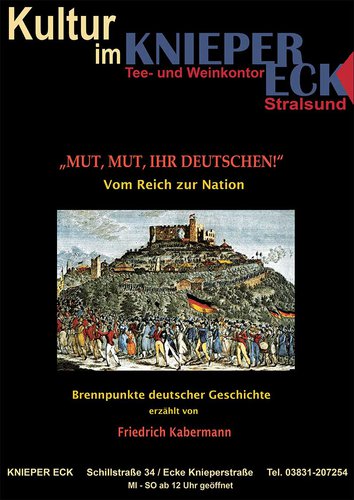 Kultur
im KNIEPER
Tee- und Weinkontor ECK
Stralsund
„MUT, MUT, IHR DEUTSCHEN!“
Vom Reich zur Nation
Brennpunkte deutscher Geschichte
erzählt von
Friedrich Kabermann
KNIEPER ECK Schillstraße 34 / Ecke Knieperstraße Tel. 03831-207254
MI - SO ab 12 Uhr geöffnet